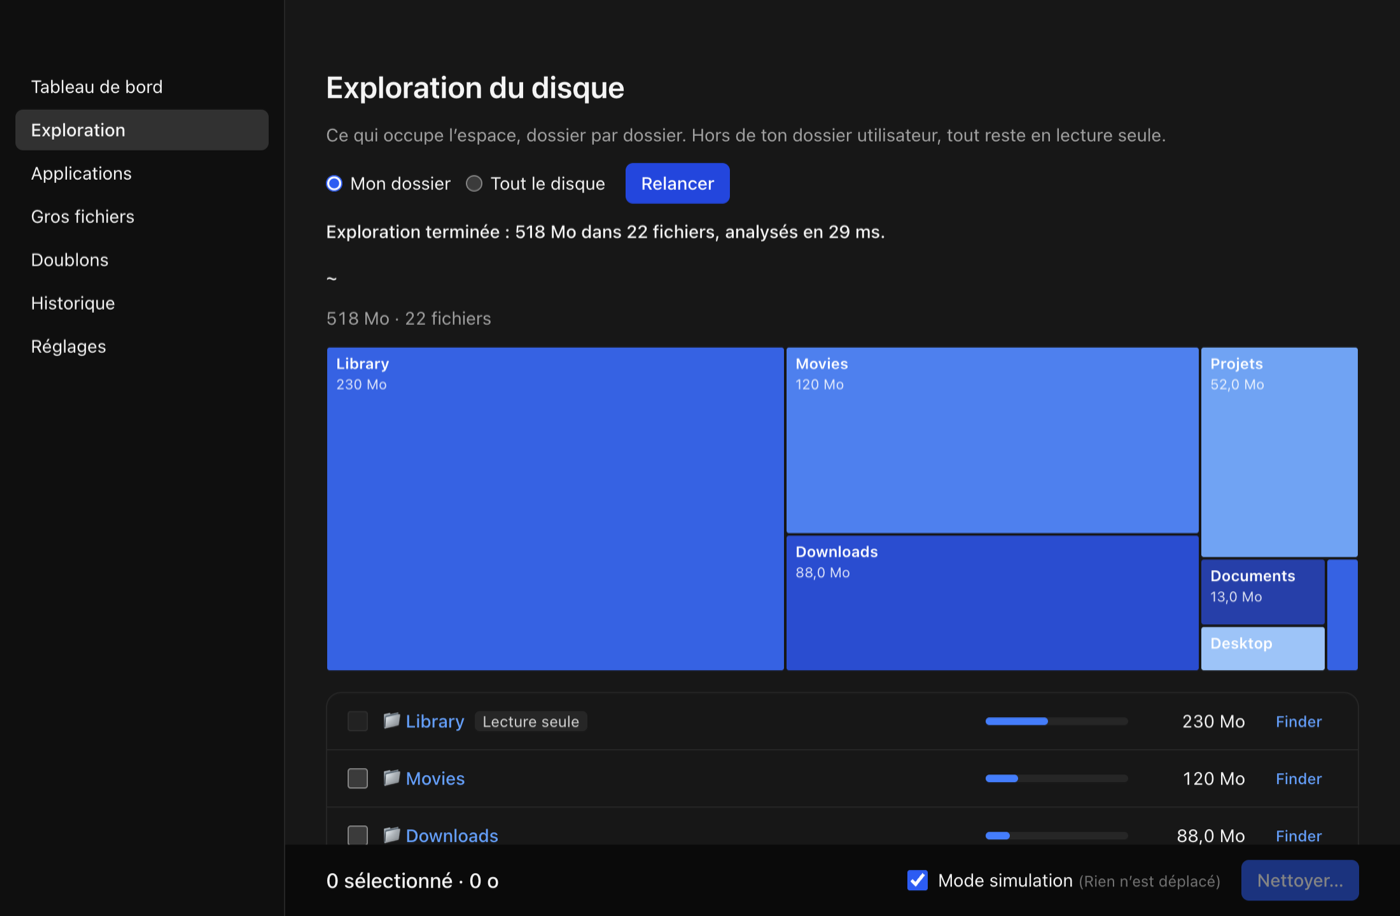 Tableau de bord
Exploration
Applications
Gros fichiers
Doublons
Historique
Réglages
Exploration du disque
Ce qui occupe l’espace, dossier par dossier. Hors de ton dossier utilisateur, tout reste en lecture seule.
Mon dossier Tout le disque Relancer
Exploration terminée : 518 Mo dans 22 fichiers, analysés en 29 ms.
~
518 Mo · 22 fichiers
Library
230 Mo
Movies
120 Mo
Projets
52,0 Mo
Downloads
88,0 Mo
Documents
13,0 Mo
Desktop
Library Lecture seule 230 Mo Finder
Movies 120 Mo Finder
Downloads 88,0 Mo Finder
0 sélectionné · 0 o Mode simulation (Rien n’est déplacé) Nettoyer…